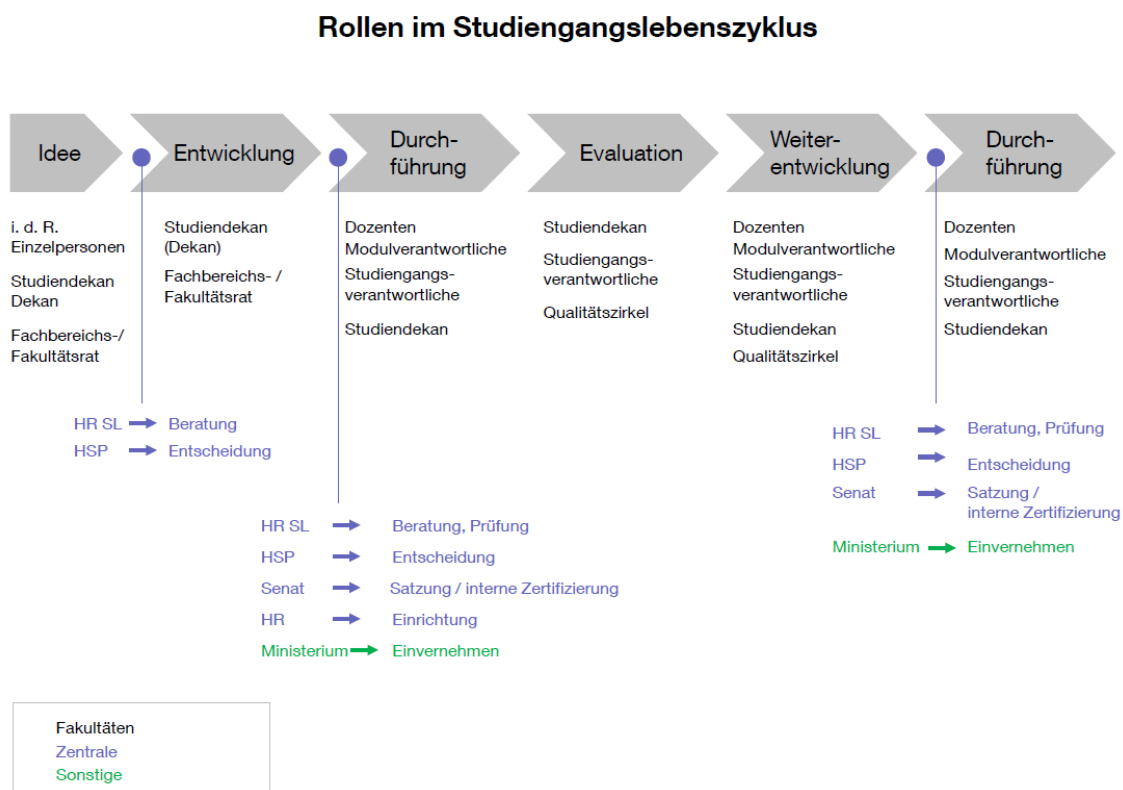 Rollen im Studiengangslebenszyklus
Idee
Entwicklung
Durch-
führung
Evaluation
Weiter-
entwicklung
Durch-
führung
i. d. R.
Einzelpersonen
Studiendekan
Dekan
Fachbereichs-/
Fakultätsrat
Studiendekan
(Dekan)
Fachbereichs- /
Fakultätsrat
Dozenten
Modulverantwortliche
Studiengangs-
verantwortliche
Studiendekan
Studiendekan
Studiengangs-
verantwortliche
Qualitätszirkel
Dozenten
Modulverantwortliche
Studiengangs-
verantwortliche
Studiendekan
Qualitätszirkel
Dozenten
Modulverantwortliche
Studiengangs-
verantwortliche
Studiendekan
HR SL Beratung
HSP Entscheidung
HR SL Beratung, Prüfung
HSP Entscheidung
Senat Satzung / interne Zertifizierung
HR Einrichtung
Ministerium Einvernehmen
HR SL Beratung, Prüfung
HSP Entscheidung
Senat Satzung /
interne Zertifizierung
Ministerium Einvernehmen
Fakultäten
Zentrale
Sonstige